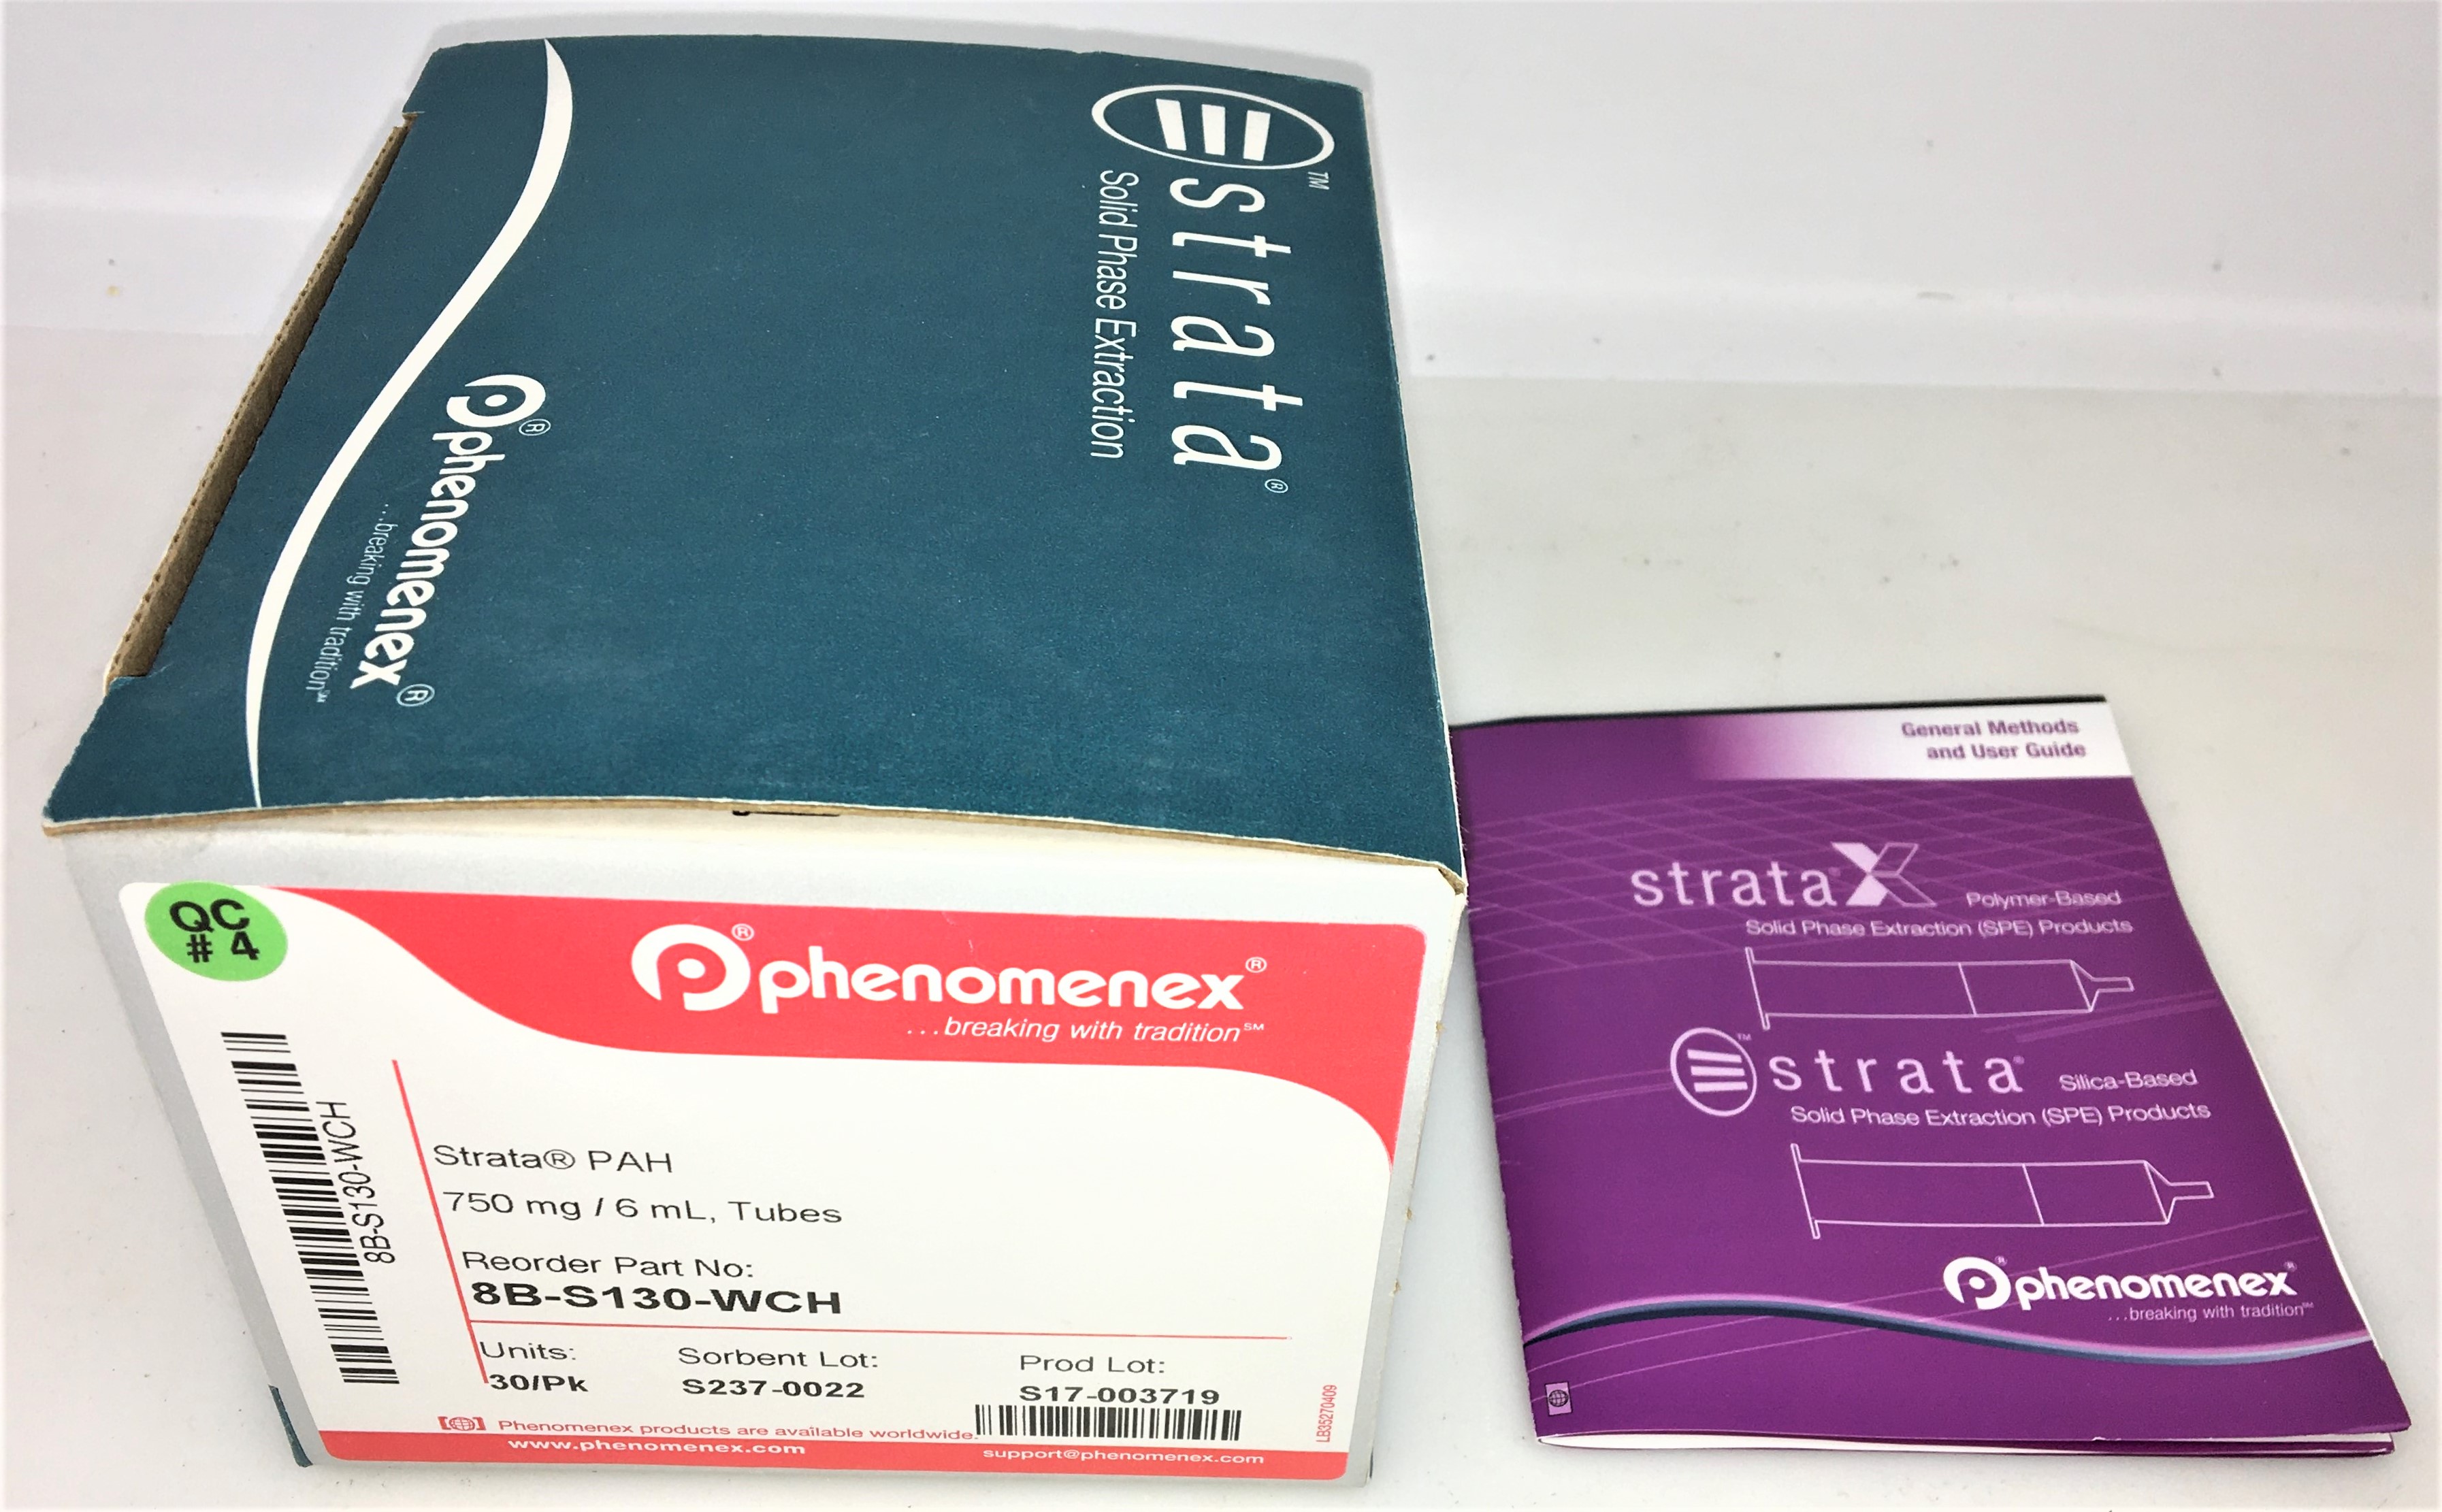 strata®
™
Solid Phase Extraction
phenomenex®
...breaking with tradition℠
QC
# 4
phenomenex®
...breaking with tradition℠
8B-S130-WCH
Strata® PAH
750 mg / 6 mL, Tubes
Reorder Part No:
8B-S130-WCH
Units: Sorbent Lot: Prod Lot:
30/Pk S237-0022 S17-003719
Phenomenex products are available worldwide.
www.phenomenex.com support@phenomenex.com
LB35270409
General Methods
and User Guide
strata® X Polymer-Based
Solid Phase Extraction (SPE) Products
™
strata® Silica-Based
Solid Phase Extraction (SPE) Products
phenomenex®
...breaking with tradition℠